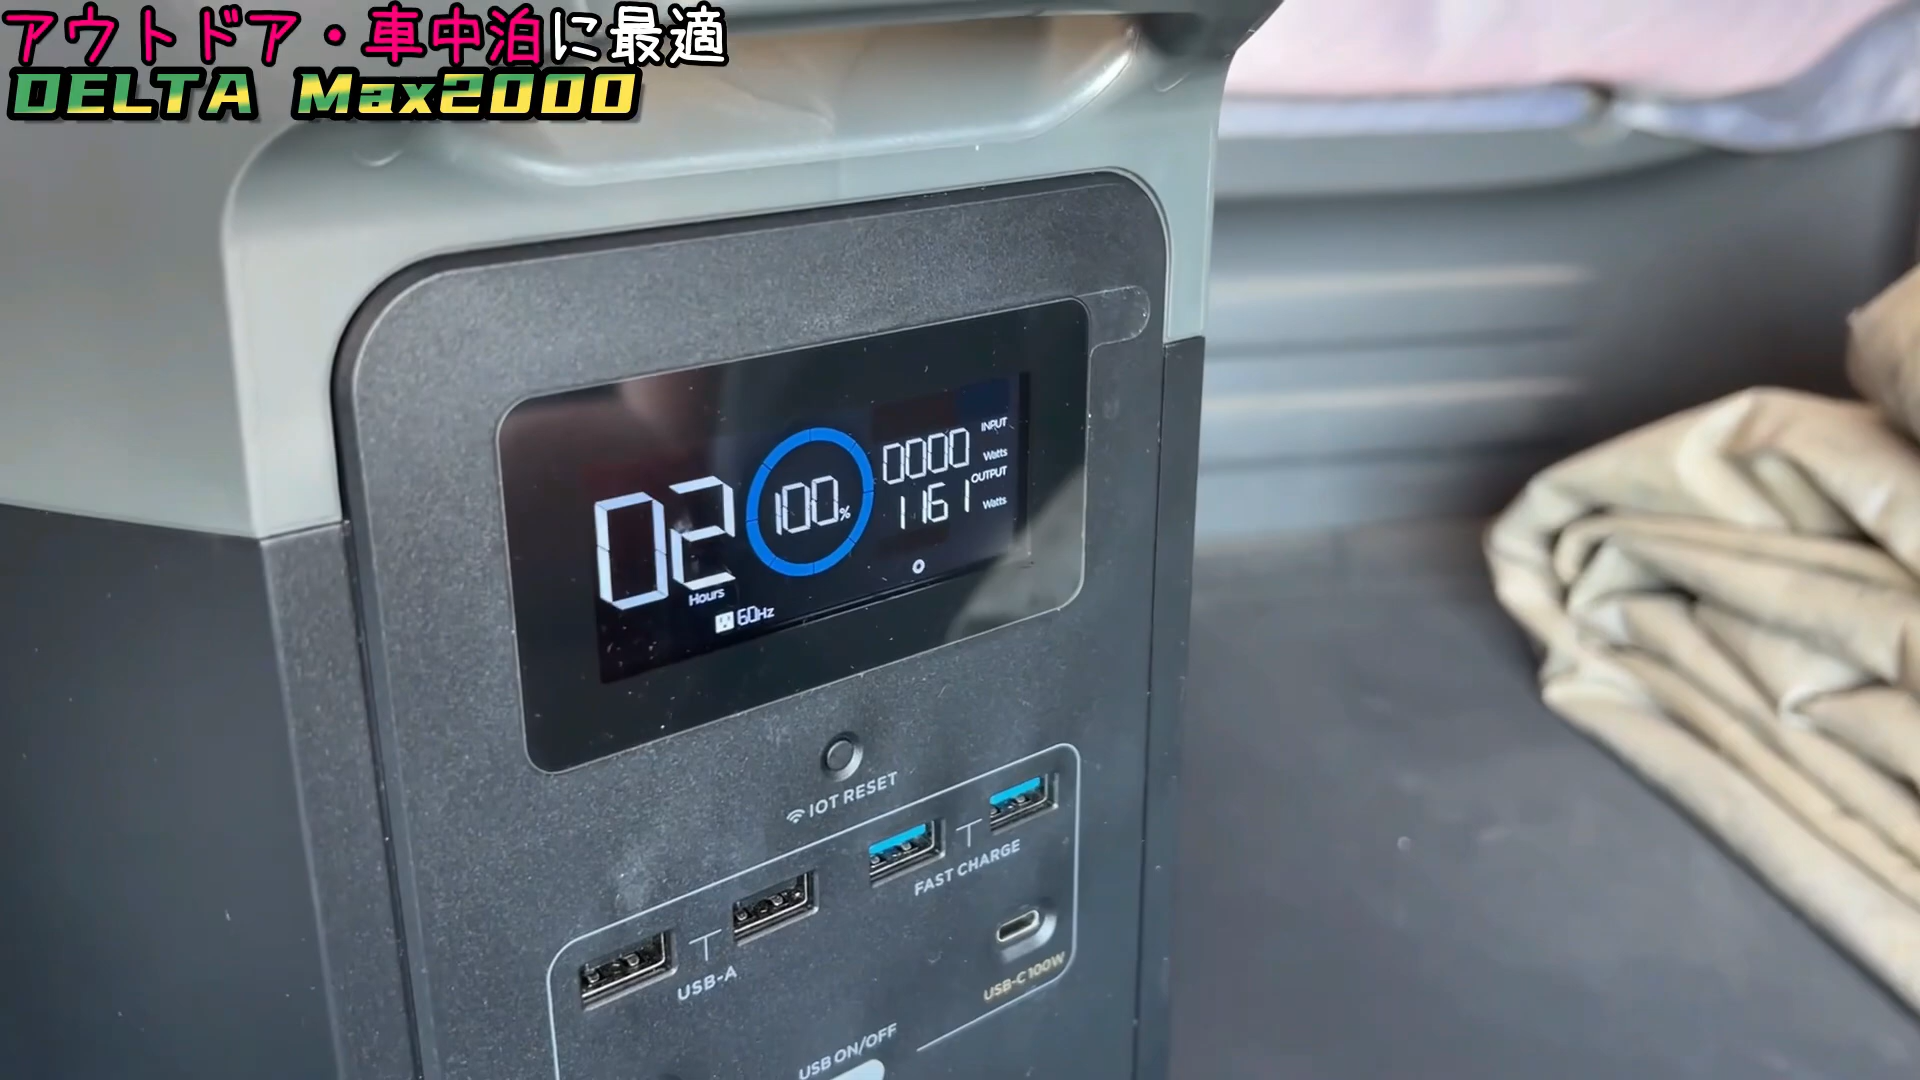 アウトドア・車中泊に最適
DELTA Max2000
INPUT
0000
Watts
OUTPUT
1161
Watts
02
Hours
100%
60Hz
IOT RESET
FAST CHARGE
USB-A
USB-C 100W
USB ON/OFF